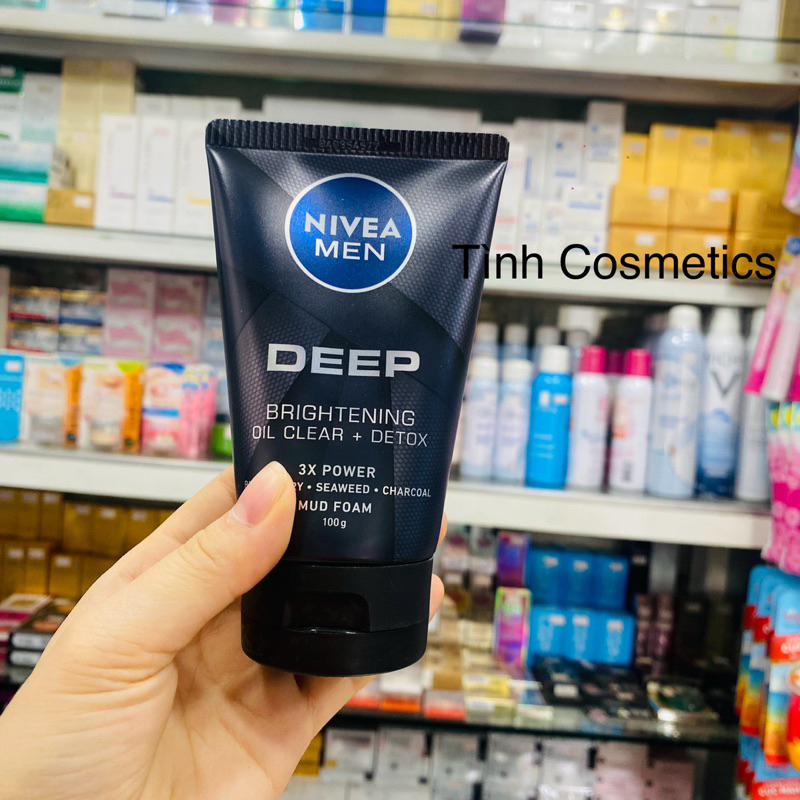 NIVEA
MEN
Tình Cosmetics
DEEP
BRIGHTENING
OIL CLEAR + DETOX
3X POWER
• SEAWEED • CHARCOAL
MUD FOAM
100g